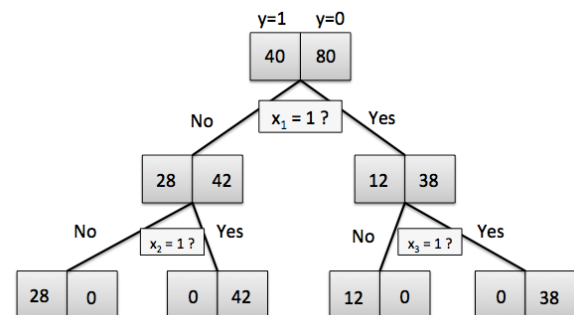 y=1 y=0
40 80
No x₁ = 1 ? Yes
28 42 12 38
No x₂ = 1 ? Yes No x₃ = 1 ? Yes
28 0 0 42 12 0 0 38